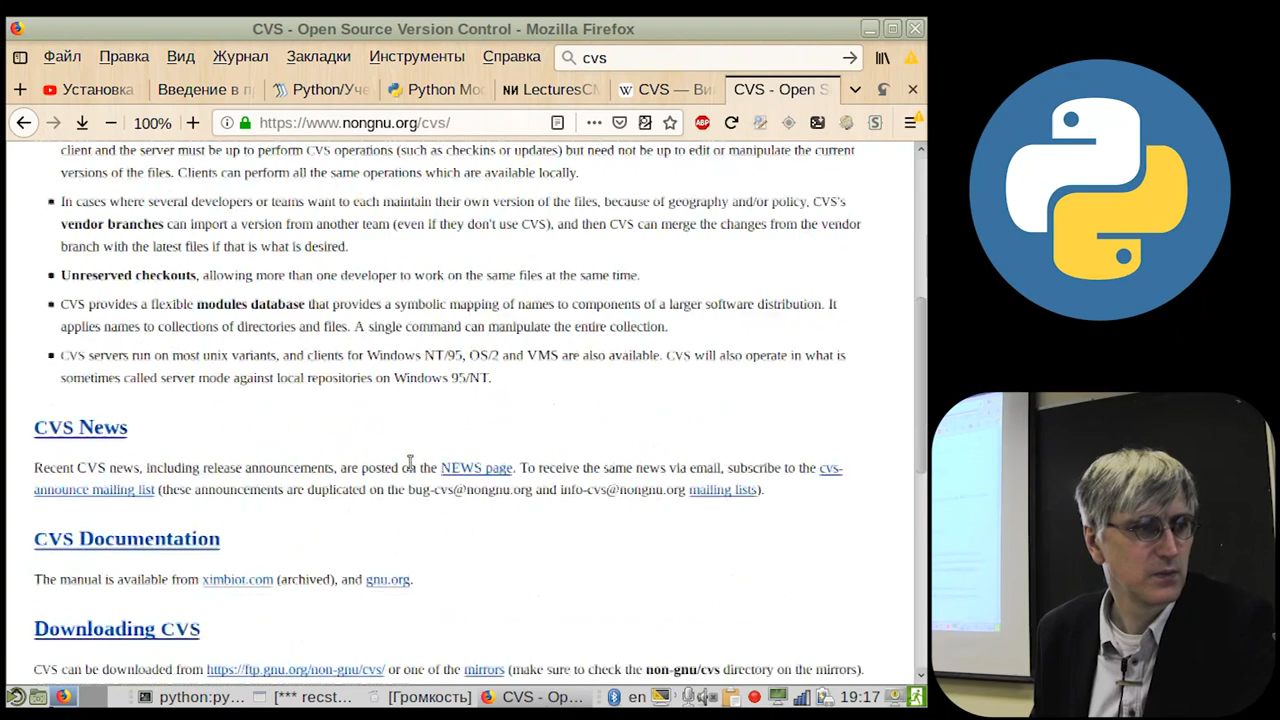 CVS - Open Source Version Control - Mozilla Firefox
Файл Правка Вид Журнал Закладки Инструменты Справка cvs
Установка Введение в п Python/Уче Python Mo NИ LecturesCM W CVS — Ви CVS - Open S
100% https://www.nongnu.org/cvs/ ABP S
client and the server must be up to perform CVS operations (such as checkins or updates) but need not be up to edit or manipulate the current
versions of the files. Clients can perform all the same operations which are available locally.
In cases where several developers or teams want to each maintain their own version of the files, because of geography and/or policy, CVS's
vendor branches can import a version from another team (even if they don't use CVS), and then CVS can merge the changes from the vendor
branch with the latest files if that is what is desired.
Unreserved checkouts, allowing more than one developer to work on the same files at the same time.
CVS provides a flexible modules database that provides a symbolic mapping of names to components of a larger software distribution. It
applies names to collections of directories and files. A single command can manipulate the entire collection.
CVS servers run on most unix variants, and clients for Windows NT/95, OS/2 and VMS are also available. CVS will also operate in what is
sometimes called server mode against local repositories on Windows 95/NT.
CVS News
Recent CVS news, including release announcements, are posted on the NEWS page. To receive the same news via email, subscribe to the cvs-
announce mailing list (these announcements are duplicated on the bug-cvs@nongnu.org and info-cvs@nongnu.org mailing lists).
CVS Documentation
The manual is available from ximbiot.com (archived), and gnu.org.
Downloading CVS
CVS can be downloaded from https://ftp.gnu.org/non-gnu/cvs/ or one of the mirrors (make sure to check the non-gnu/cvs directory on the mirrors).
python:py... [*** recst... [Громкость] CVS - Op... en 19:17